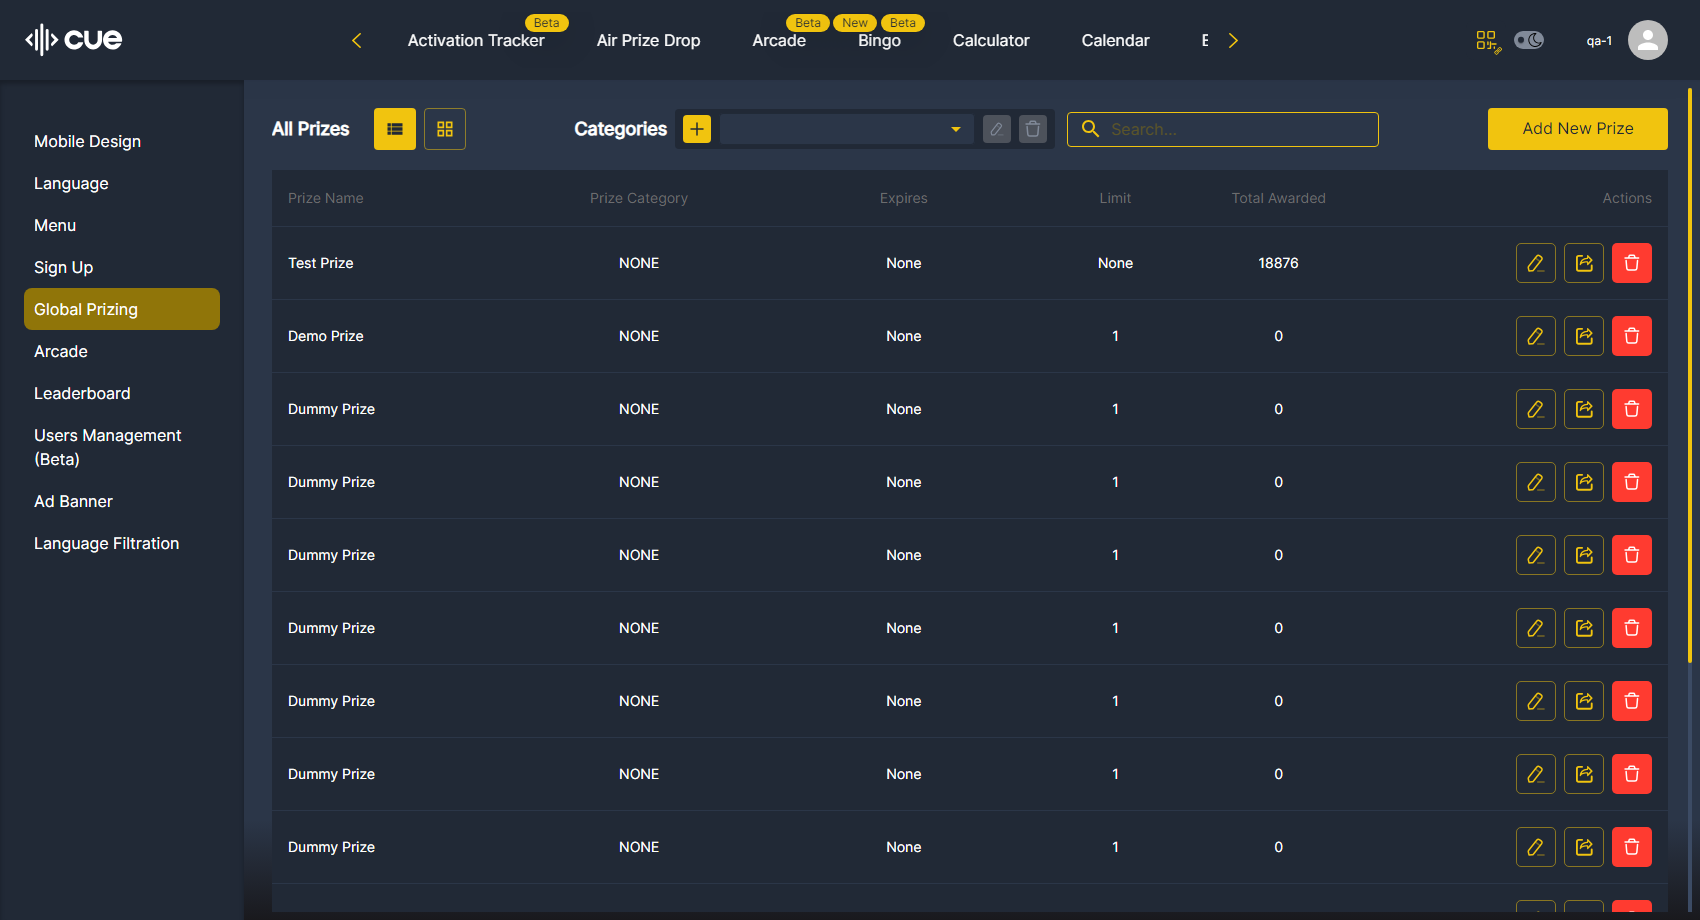 cue
Activation Tracker Beta
Air Prize Drop
Arcade Beta
Bingo New Beta
Calculator
Calendar
qa-1
Mobile Design
Language
Menu
Sign Up
Global Prizing
Arcade
Leaderboard
Users Management
(Beta)
Ad Banner
Language Filtration
All Prizes
Categories
Search...
Add New Prize
Prize Name Prize Category Expires Limit Total Awarded Actions
Test Prize NONE None None 18876
Demo Prize NONE None 1 0
Dummy Prize NONE None 1 0
Dummy Prize NONE None 1 0
Dummy Prize NONE None 1 0
Dummy Prize NONE None 1 0
Dummy Prize NONE None 1 0
Dummy Prize NONE None 1 0
Dummy Prize NONE None 1 0